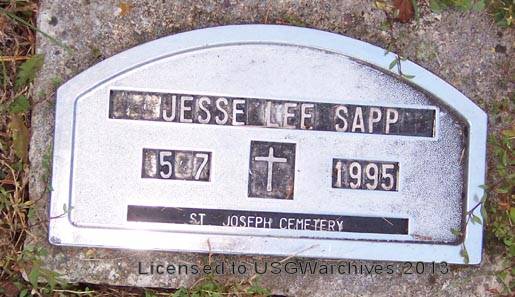 JESSE LEE SAPP
1995
ST JOSEPH CEMETERY
Licensed to USGWarchives 2013